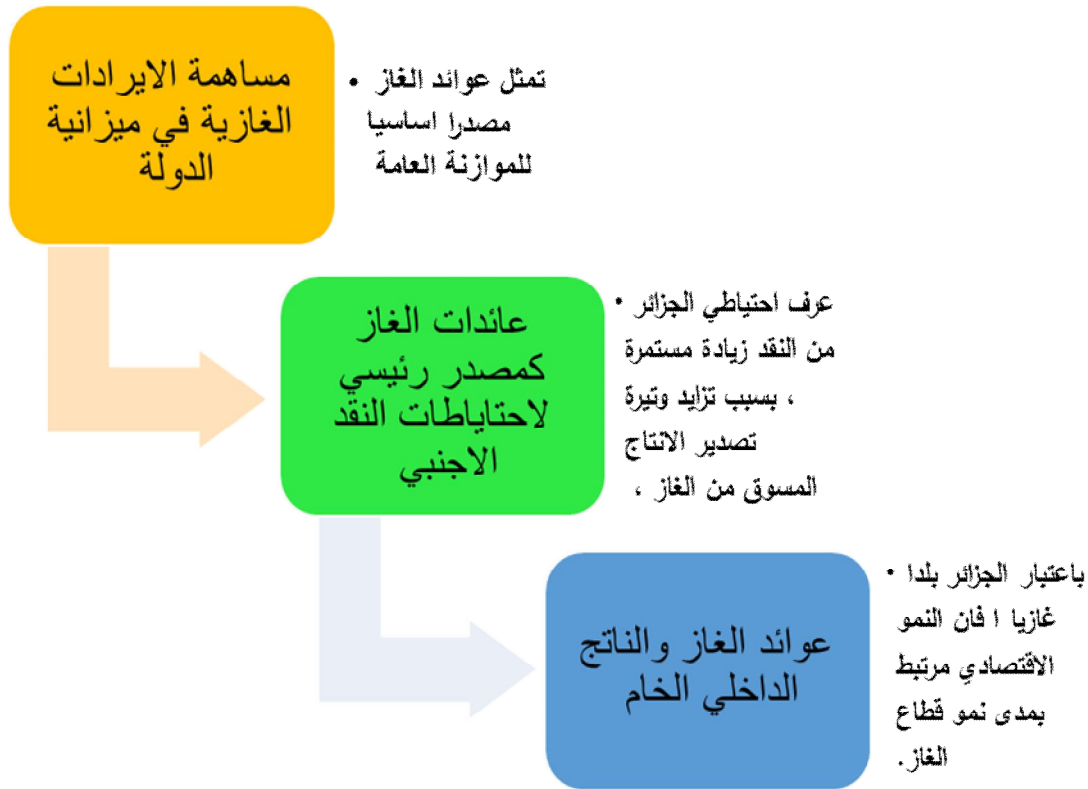 مساهمة الايرادات
الغازية في ميزانية
الدولة
• تمثل عوائد الغاز
مصدرا اساسيا
للموازنة العامة
عائدات الغاز
كمصدر رئيسي
لاحتاياطات النقد
الاجنبي
• عرف احتياطي الجزائر
من النقد زيادة مستمرة
، بسبب تزايد وتيرة
تصدير الانتاج
المسوق من الغاز ،
عوائد الغاز والناتج
الداخلي الخام
• باعتبار الجزائر بلدا
غازيا ا فان النمو
الاقتصادي مرتبط
بمدى نمو قطاع
الغاز.